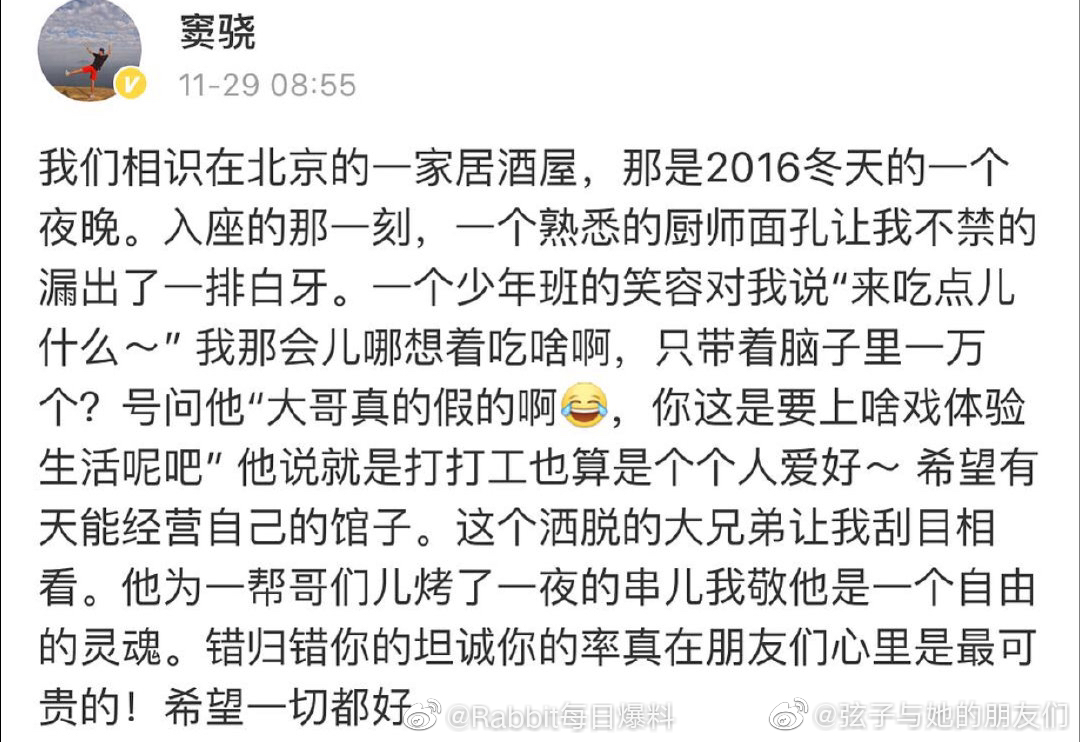 窦骁
11-29 08:55
我们相识在北京的一家居酒屋，那是2016冬天的一个
夜晚。入座的那一刻，一个熟悉的厨师面孔让我不禁的
漏出了一排白牙。一个少年班的笑容对我说“来吃点儿
什么～” 我那会儿哪想着吃啥啊，只带着脑子里一万
个？号问他“大哥真的假的啊😂，你这是要上啥戏体验
生活呢吧” 他说就是打打工也算是个个人爱好～ 希望有
天能经营自己的馆子。这个洒脱的大兄弟让我刮目相
看。他为一帮哥们儿烤了一夜的串儿我敬他是一个自由
的灵魂。错归错你的坦诚你的率真在朋友们心里是最可
贵的！希望一切都好
@Rabbit每日爆料
@弦子与她的朋友们